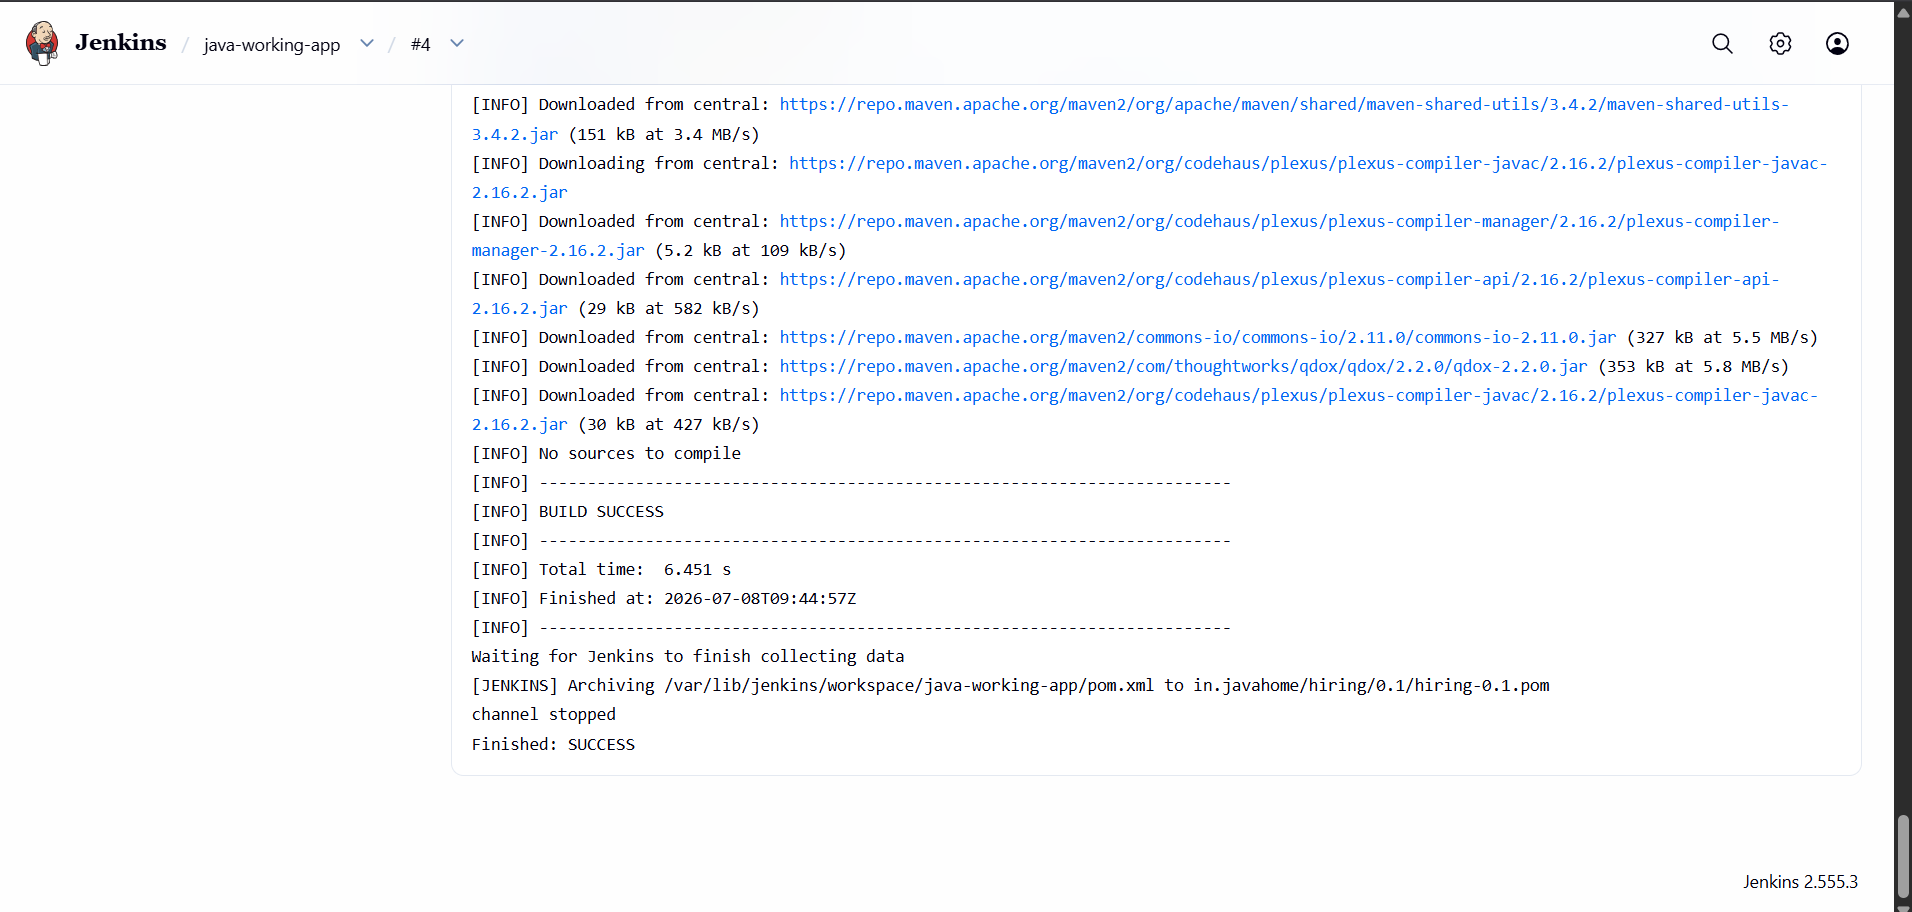 Jenkins / java-working-app / #4
[INFO] Downloaded from central: https://repo.maven.apache.org/maven2/org/apache/maven/shared/maven-shared-utils/3.4.2/maven-shared-utils-
3.4.2.jar (151 kB at 3.4 MB/s)
[INFO] Downloading from central: https://repo.maven.apache.org/maven2/org/codehaus/plexus/plexus-compiler-javac/2.16.2/plexus-compiler-javac-
2.16.2.jar
[INFO] Downloaded from central: https://repo.maven.apache.org/maven2/org/codehaus/plexus/plexus-compiler-manager/2.16.2/plexus-compiler-
manager-2.16.2.jar (5.2 kB at 109 kB/s)
[INFO] Downloaded from central: https://repo.maven.apache.org/maven2/org/codehaus/plexus/plexus-compiler-api/2.16.2/plexus-compiler-api-
2.16.2.jar (29 kB at 582 kB/s)
[INFO] Downloaded from central: https://repo.maven.apache.org/maven2/commons-io/commons-io/2.11.0/commons-io-2.11.0.jar (327 kB at 5.5 MB/s)
[INFO] Downloaded from central: https://repo.maven.apache.org/maven2/com/thoughtworks/qdox/qdox/2.2.0/qdox-2.2.0.jar (353 kB at 5.8 MB/s)
[INFO] Downloaded from central: https://repo.maven.apache.org/maven2/org/codehaus/plexus/plexus-compiler-javac/2.16.2/plexus-compiler-javac-
2.16.2.jar (30 kB at 427 kB/s)
[INFO] No sources to compile
[INFO] ------------------------------------------------------------------------
[INFO] BUILD SUCCESS
[INFO] ------------------------------------------------------------------------
[INFO] Total time:  6.451 s
[INFO] Finished at: 2026-07-08T09:44:57Z
[INFO] ------------------------------------------------------------------------
Waiting for Jenkins to finish collecting data
[JENKINS] Archiving /var/lib/jenkins/workspace/java-working-app/pom.xml to in.javahome/hiring/0.1/hiring-0.1.pom
channel stopped
Finished: SUCCESS
Jenkins 2.555.3